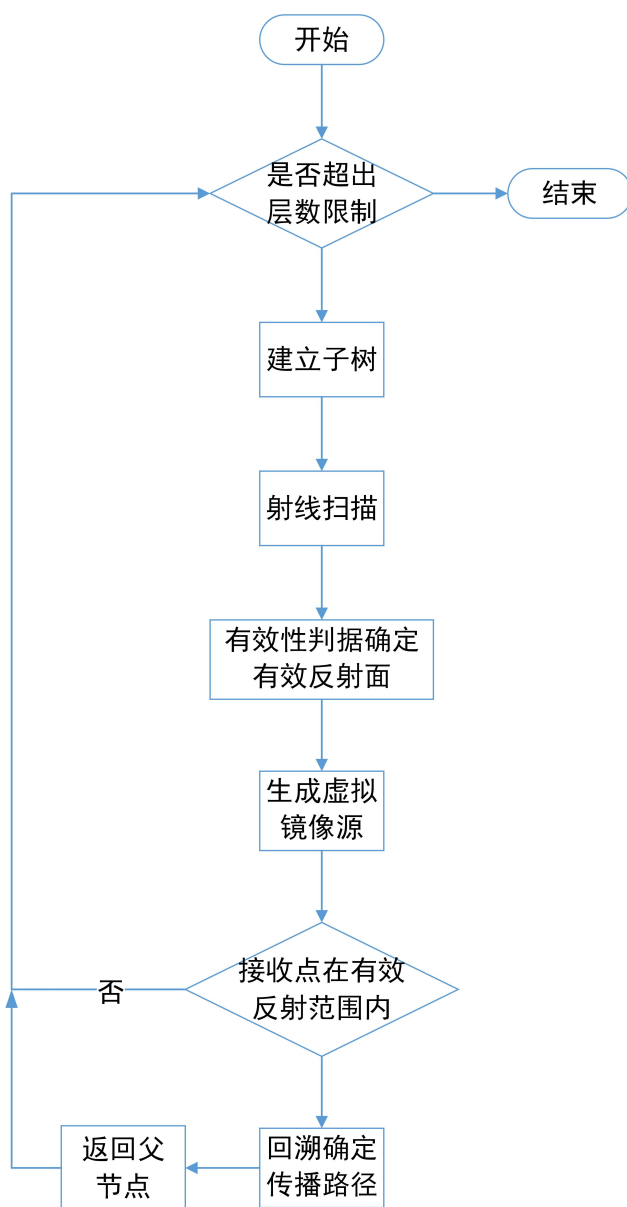 开始
是否超出
层数限制
结束
建立子树
射线扫描
有效性判据确定
有效反射面
生成虚拟
镜像源
接收点在有效
反射范围内
否
回溯确定
传播路径
返回父
节点